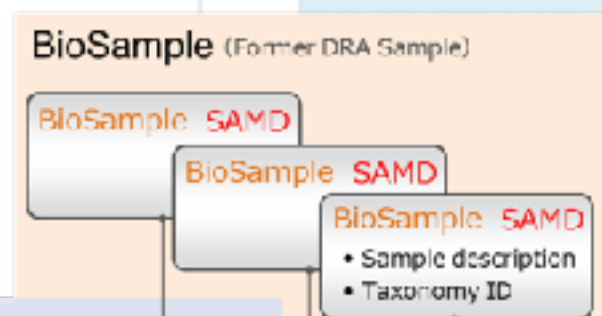 BioSample (Former DRA Sample)
BioSample SAMD
BioSample SAMD
BioSample SAMD
• Sample description
• Taxonomy ID